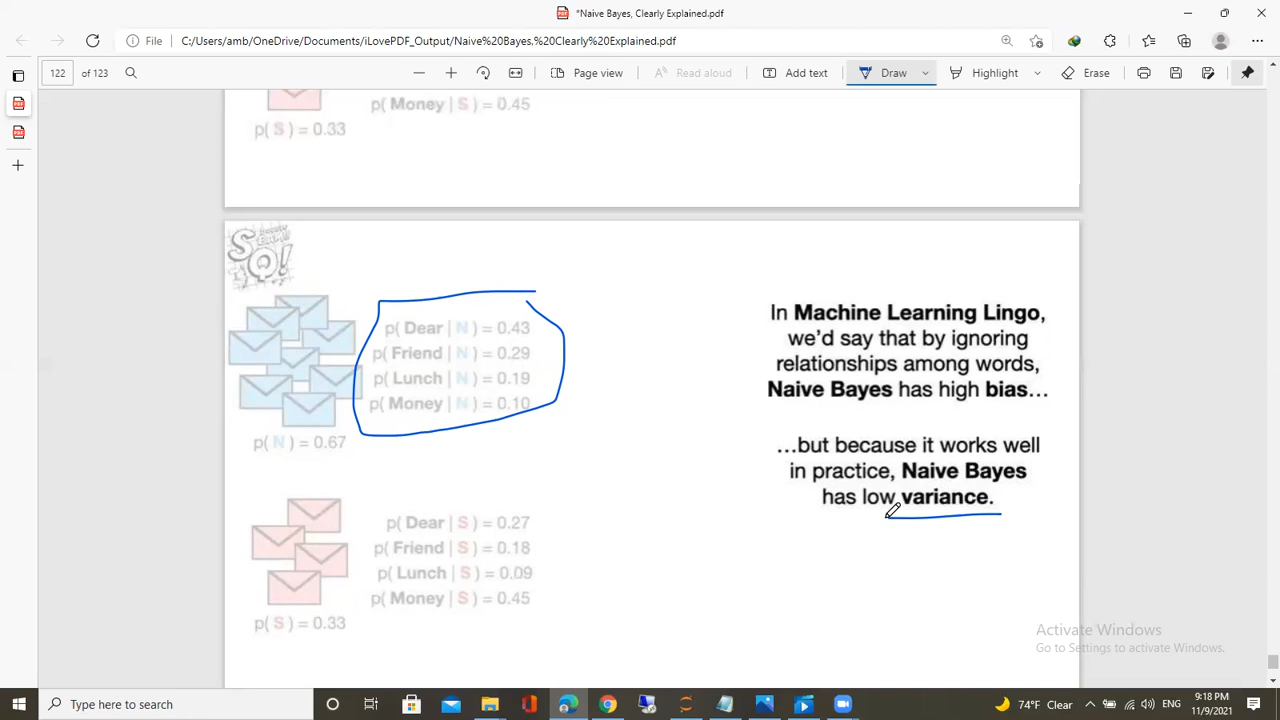 *Naive Bayes, Clearly Explained.pdf
File C:/Users/amb/OneDrive/Documents/iLovePDF_Output/Naive%20Bayes,%20Clearly%20Explained.pdf
122 of 123 Page view Read aloud Add text Draw Highlight Erase
p( Money | S ) = 0.45
p( S ) = 0.33
In Machine Learning Lingo,
we'd say that by ignoring
relationships among words,
Naive Bayes has high bias…
…but because it works well
in practice, Naive Bayes
has low variance.
p( Dear | N ) = 0.43
p( Friend | N ) = 0.29
p( Lunch | N ) = 0.19
p( Money | N ) = 0.10
p( N ) = 0.67
p( Dear | S ) = 0.27
p( Friend | S ) = 0.18
p( Lunch | S ) = 0.09
p( Money | S ) = 0.45
p( S ) = 0.33
Activate Windows
Go to Settings to activate Windows.
Type here to search
74°F Clear
ENG
9:18 PM
11/9/2021